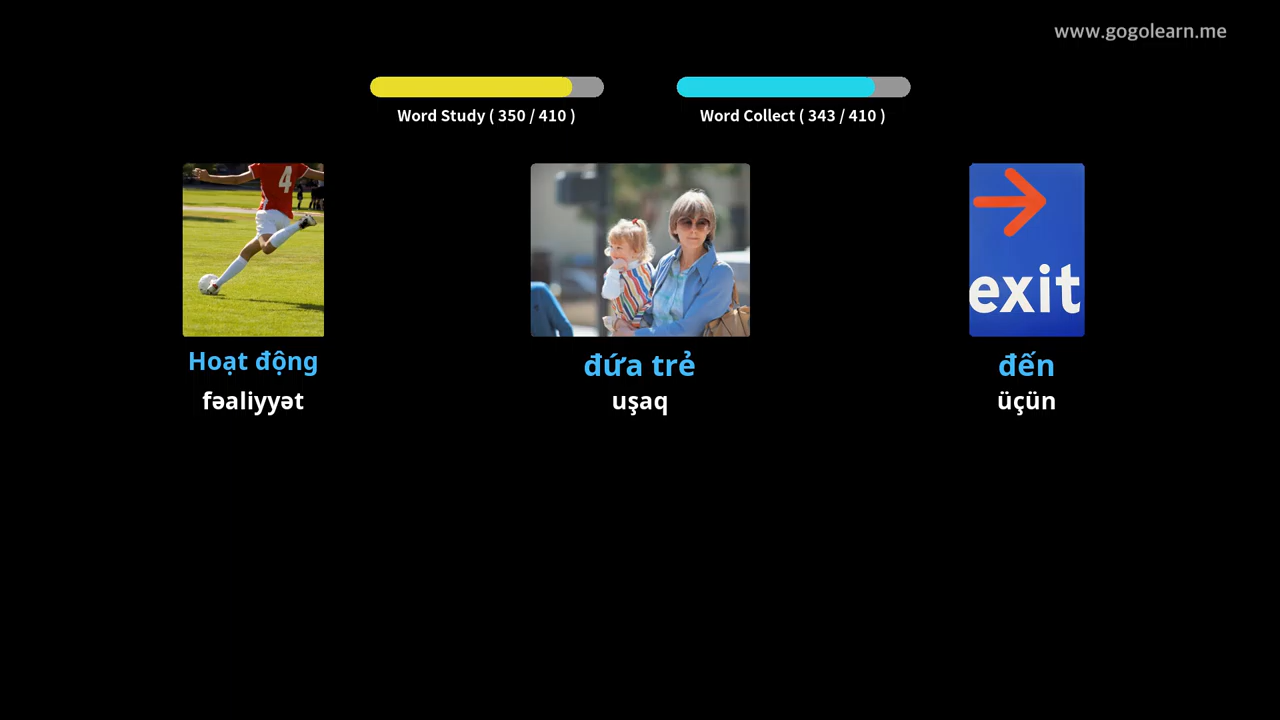 www.gogolearn.me
Word Study ( 350 / 410 )
Word Collect ( 343 / 410 )
4
exit
Hoạt động
đứa trẻ
đến
fəaliyyət
uşaq
üçün